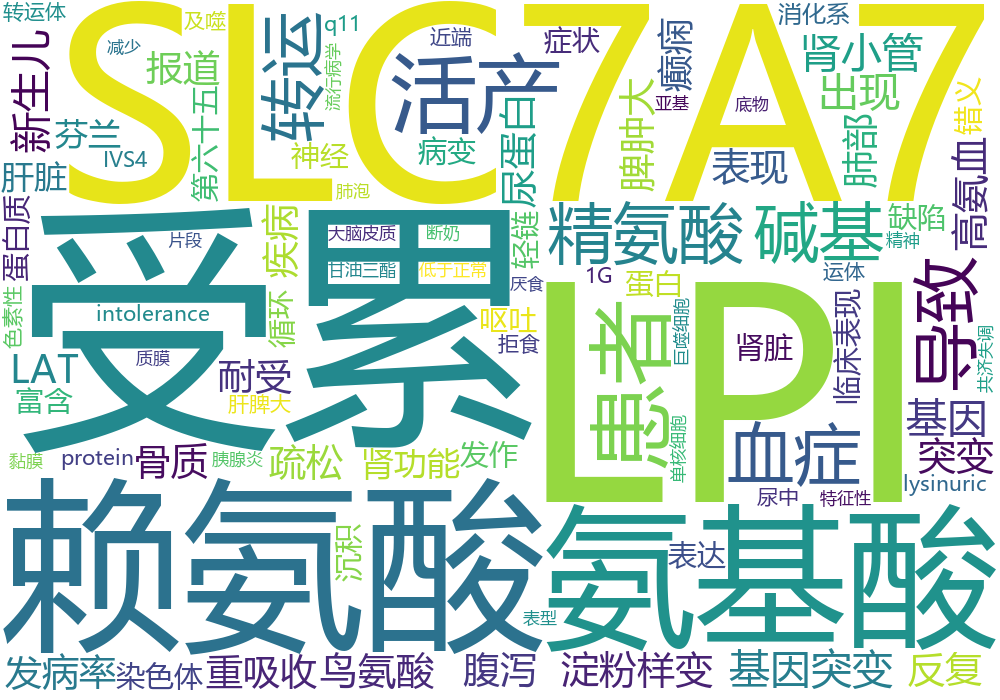 转运体
及噬
q11
近端
消化系
SLC7A7
减少
新生儿
报道
转运
流行病学
活产
症状
癫痫
肾小管
芬兰
第六十五
亚基
底物
出现
错义
IVS4
神经
病变
尿蛋白
脾肿大
表现
肺部
肝脏
肺泡
高氨血
蛋白质
受累
疾病
大脑皮质
断奶
轻链
精氨酸
碱基
缺陷
片段
精神
甘油三酯
低于正常
厌食
1G
蛋白
运体
色素性
intolerance
循环
呕吐
LPI
患者
巨噬细胞
肾脏
临床表现
导致
共济失调
质膜
拒食
LAT
耐受
富含
肝脾大
血症
基因
黏膜
protein
骨质
胰腺炎
疏松
肾功能
发作
单核细胞
突变
lysinuric
尿中
特征性
赖氨酸
氨基酸
沉积
表达
表型
发病率
染色体
重吸收
鸟氨酸
腹泻
淀粉样变
基因突变
反复